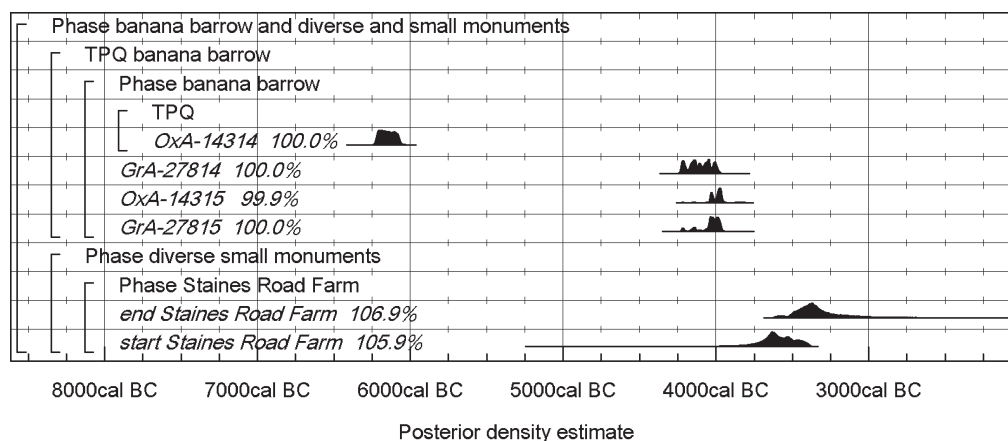 Phase banana barrow and diverse and small monuments
TPQ banana barrow
Phase banana barrow
TPQ
OxA-14314 100.0%
GrA-27814 100.0%
OxA-14315 99.9%
GrA-27815 100.0%
Phase diverse small monuments
Phase Staines Road Farm
end Staines Road Farm 106.9%
start Staines Road Farm 105.9%
8000cal BC 7000cal BC 6000cal BC 5000cal BC 4000cal BC 3000cal BC
Posterior density estimate